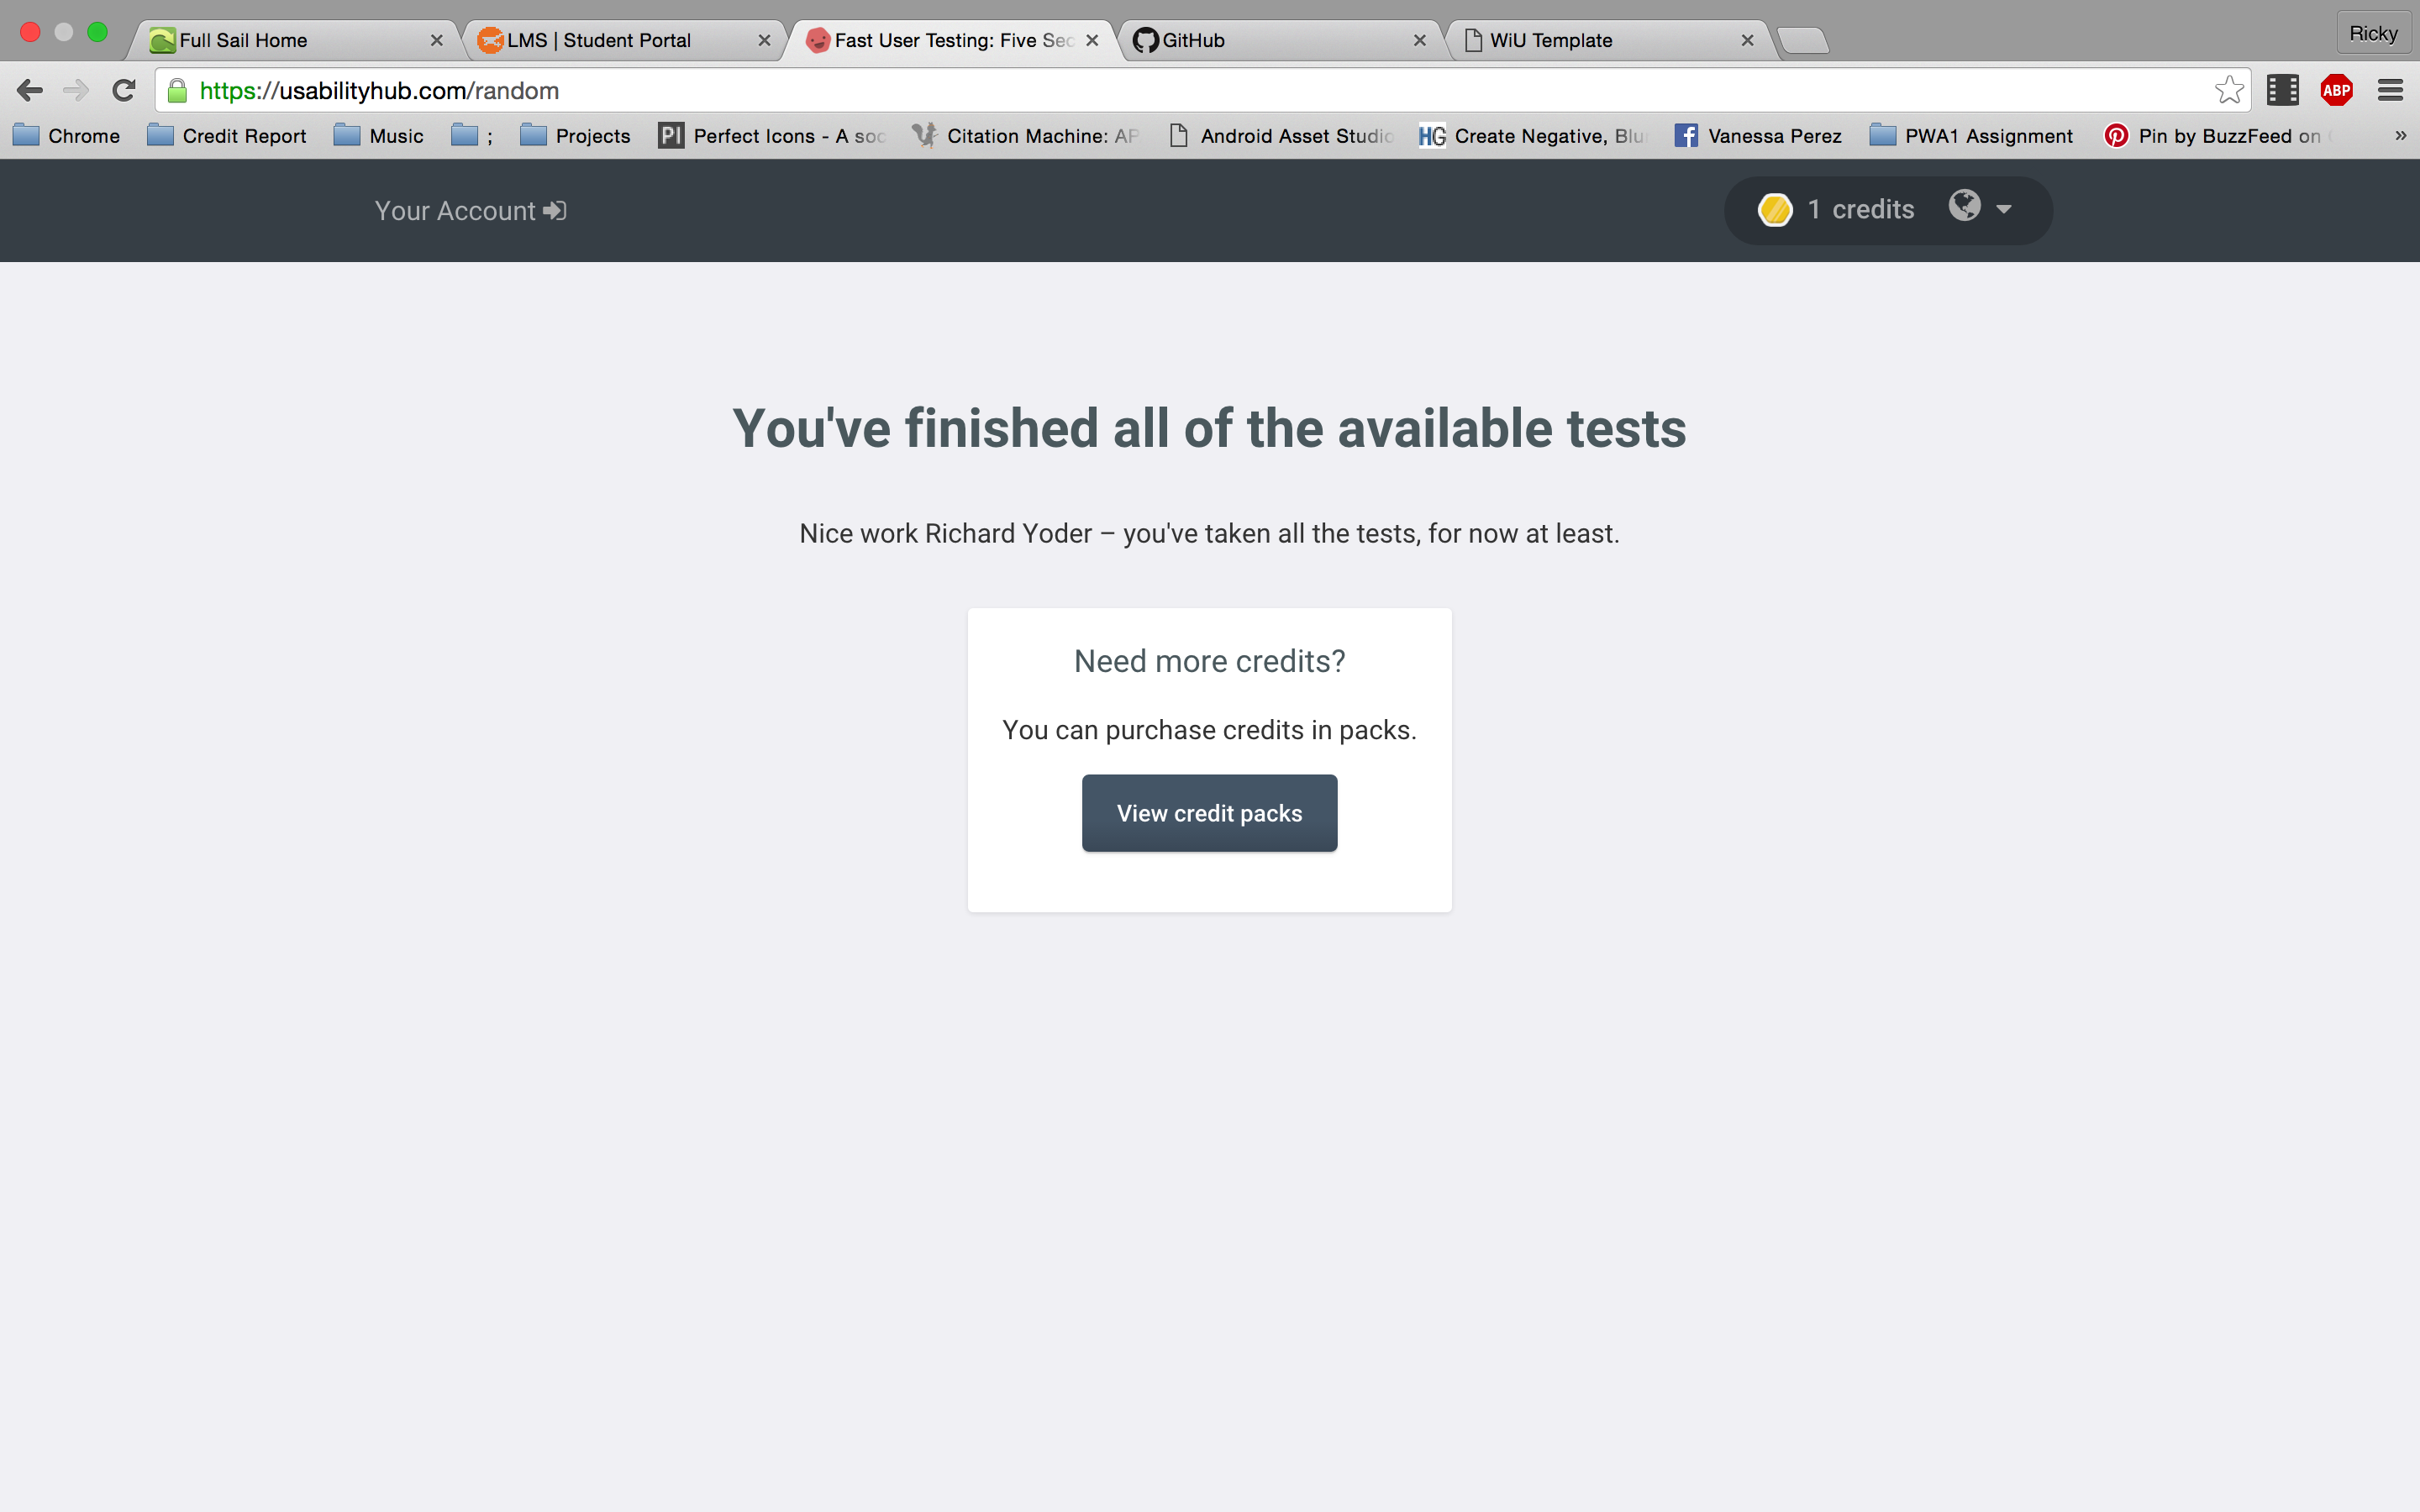 Full Sail Home
LMS | Student Portal
Fast User Testing: Five Sec
GitHub
WiU Template
Ricky
https://usabilityhub.com/random
ABP
Chrome
Credit Report
Music
;
Projects
PI
Perfect Icons - A soc
Citation Machine: AP
Android Asset Studio
HG
Create Negative, Blu
Vanessa Perez
PWA1 Assignment
Pin by BuzzFeed on
»
Your Account
1 credits
You've finished all of the available tests
Nice work Richard Yoder – you've taken all the tests, for now at least.
Need more credits?
You can purchase credits in packs.
View credit packs